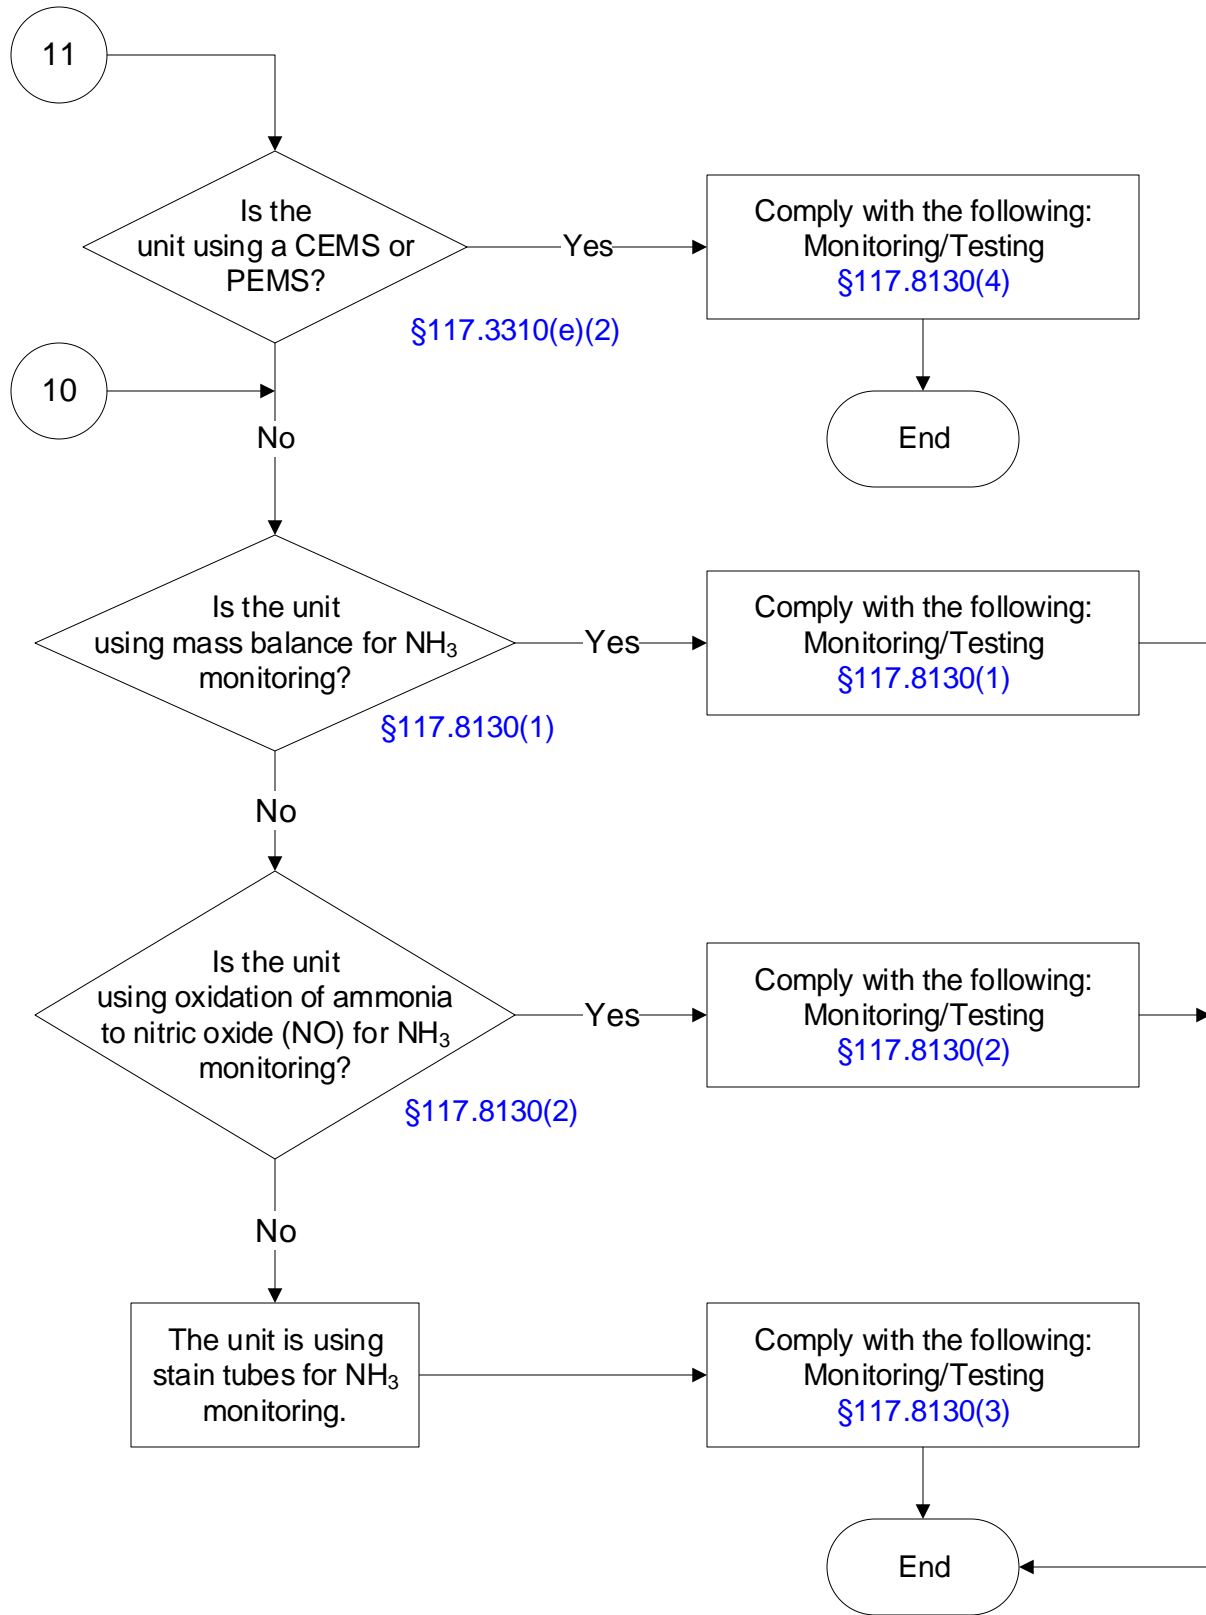 11
Is the
unit using a CEMS or
PEMS?
Yes
Comply with the following:
Monitoring/Testing
§117.8130(4)
§117.3310(e)(2)
10
No
End
Is the unit
using mass balance for NH₃
monitoring?
Yes
Comply with the following:
Monitoring/Testing
§117.8130(1)
§117.8130(1)
No
Is the unit
using oxidation of ammonia
to nitric oxide (NO) for NH₃
monitoring?
Yes
Comply with the following:
Monitoring/Testing
§117.8130(2)
§117.8130(2)
No
The unit is using
stain tubes for NH₃
monitoring.
Comply with the following:
Monitoring/Testing
§117.8130(3)
End